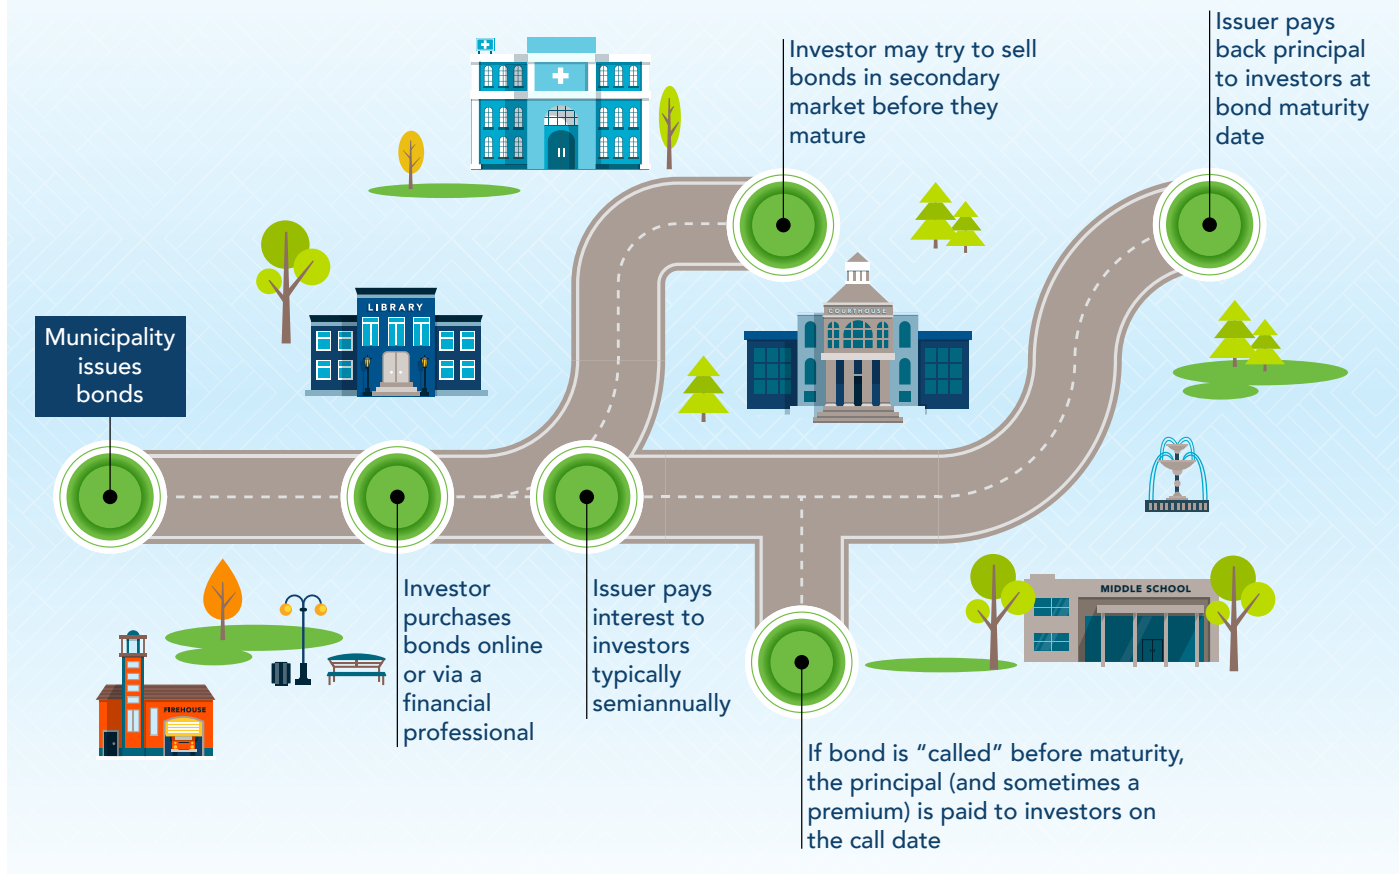 Municipality
issues
bonds
Investor
purchases
bonds online
or via a
financial
professional
Issuer pays
interest to
investors
typically
semiannually
Investor may try to sell
bonds in secondary
market before they
mature
If bond is “called” before maturity,
the principal (and sometimes a
premium) is paid to investors on
the call date
Issuer pays
back principal
to investors at
bond maturity
date
LIBRARY
COURTHOUSE
FIREHOUSE
MIDDLE SCHOOL